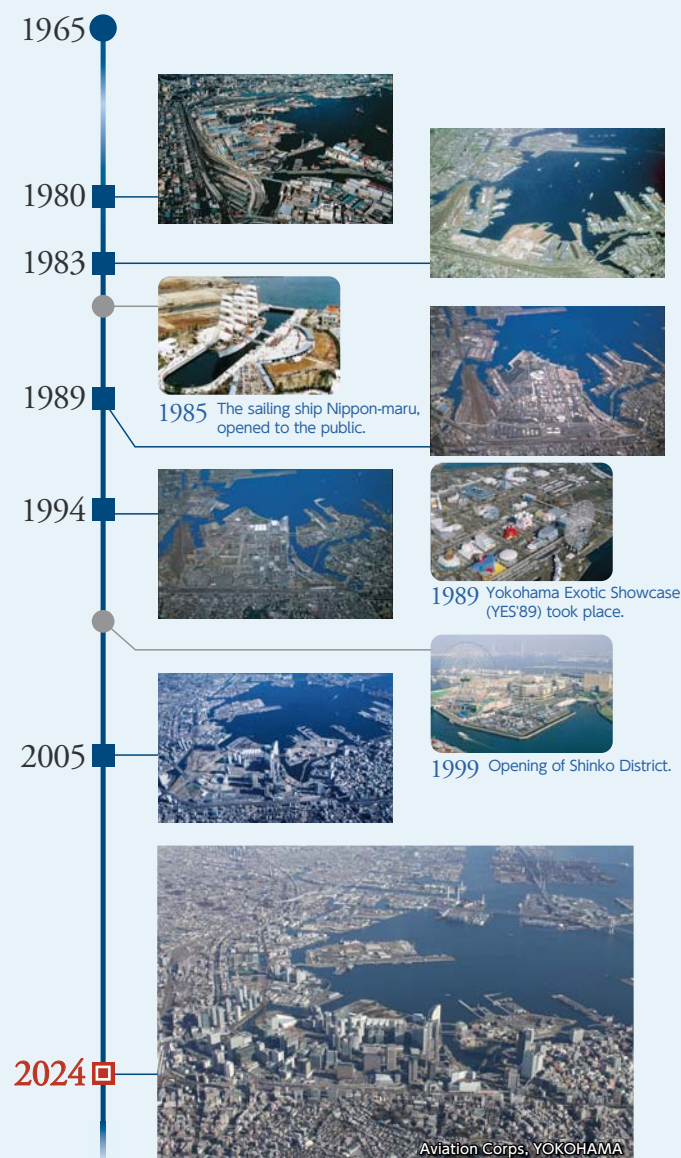 1965
1980
1983
1985 The sailing ship Nippon-maru,
opened to the public.
1989
1994
1989 Yokohama Exotic Showcase
(YES'89) took place.
1999 Opening of Shinko District.
2005
2024
Aviation Corps, YOKOHAMA